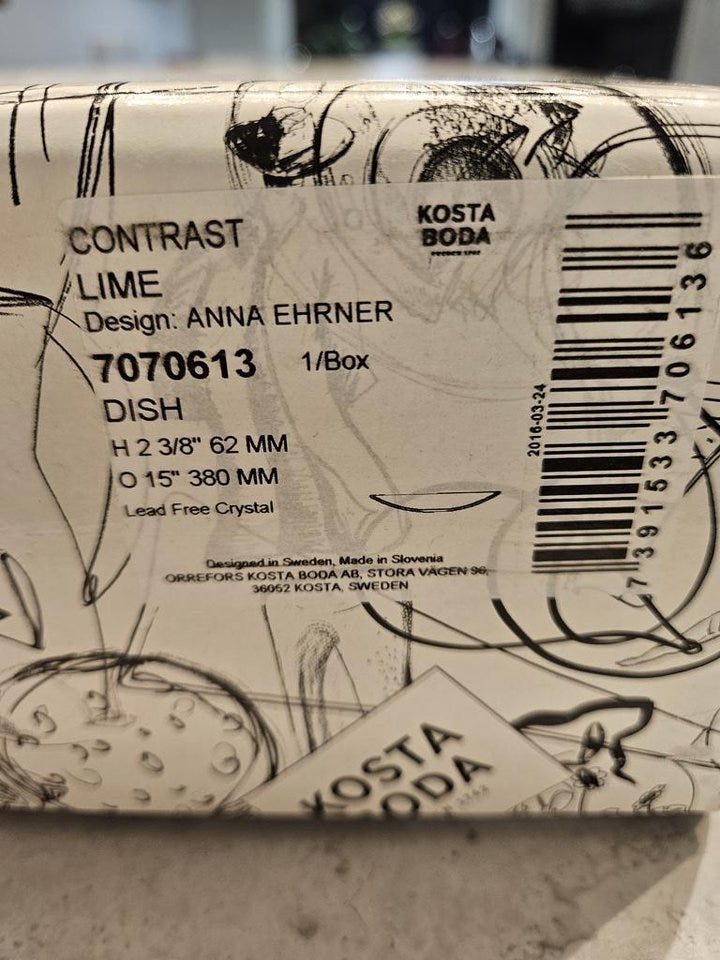 CONTRAST
KOSTA
BODA
LIME
Design: ANNA EHRNER
7070613 1/Box
DISH
H 2 3/8" 62 MM
O 15" 380 MM
Lead Free Crystal
2016-03-24
7391533706136
Designed in Sweden, Made in Slovenia
ORREFORS KOSTA BODA AB, STORA VÄGEN 96,
36052 KOSTA, SWEDEN
KOSTA
BODA